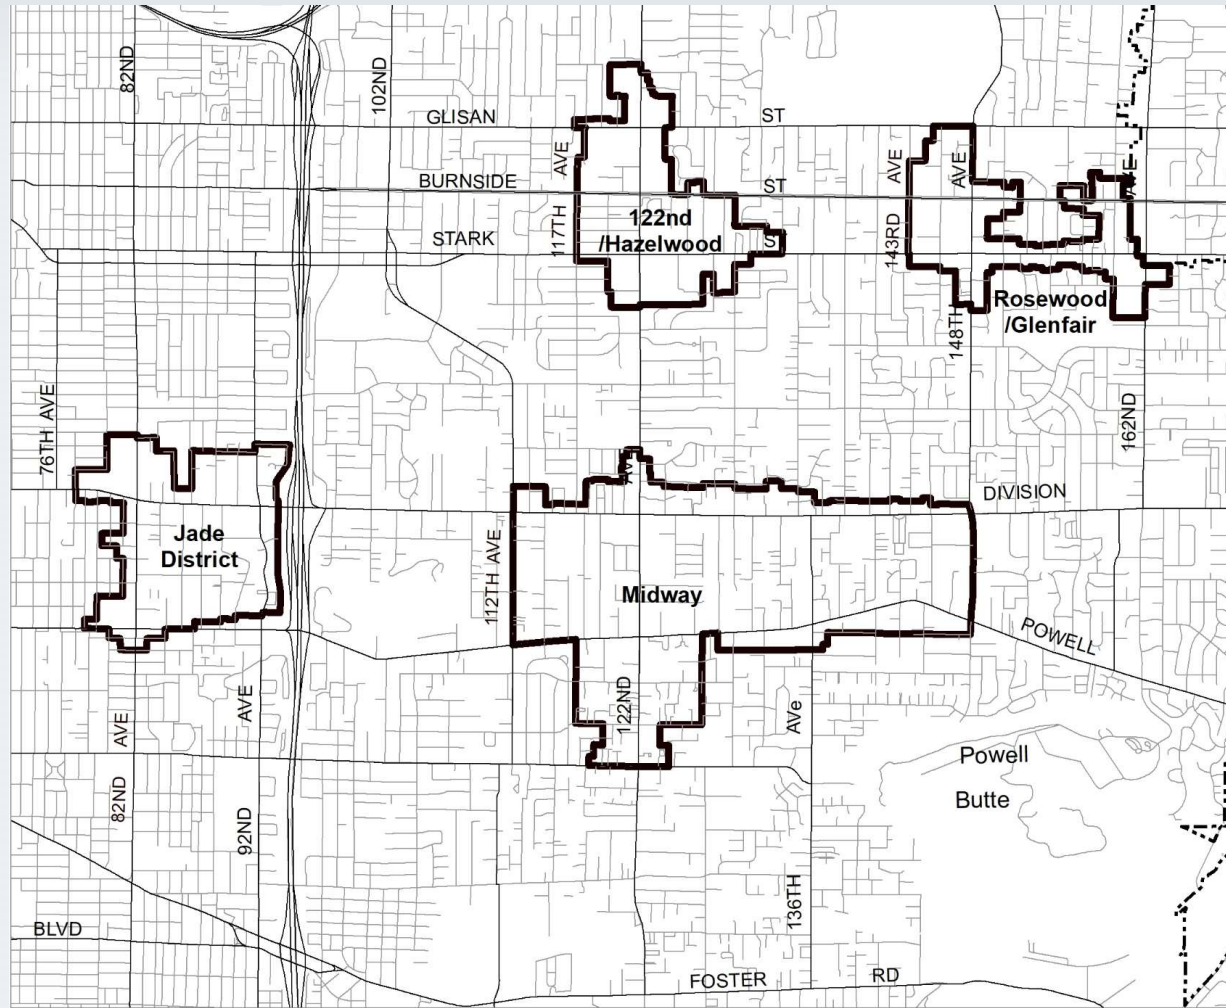 82ND
102ND
GLISAN
ST
AVE
BURNSIDE
ST
117TH
122nd
/Hazelwood
STARK
S
AVE
143RD
AVE
AVE
Rosewood
/Glenfair
148TH
162ND
76TH AVE
AVE
DIVISION
Jade
District
112TH AVE
Midway
POWELL
122ND
AVE
82ND
AVE
92ND
AVe
136TH
Powell
Butte
BLVD
FOSTER
RD